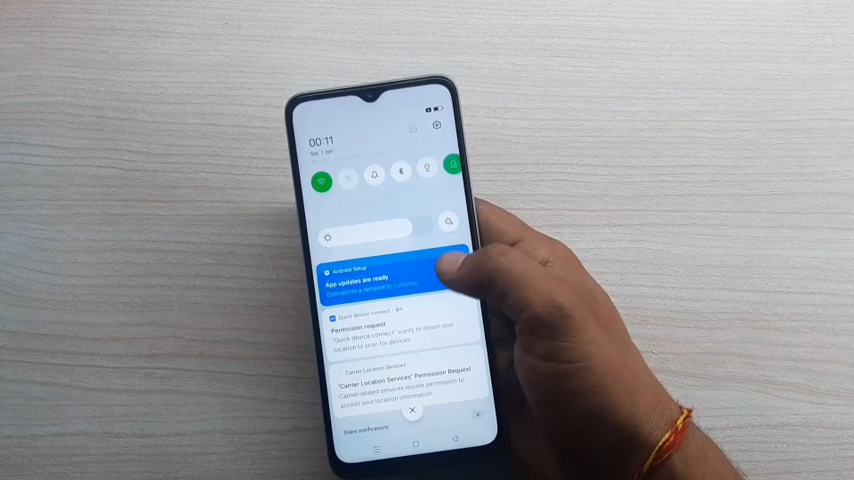 00:11
Sat, 1 Jan
Android Setup
App updates are ready
Connect to a network to continue
Quick device connect
Permission request
"Quick device connect" wants to obtain your
location to scan for devices.
Carrier Location Services
"Carrier Location Services" Permission Request
Carrier-related services require permission to
access your location information.
Silent notifications